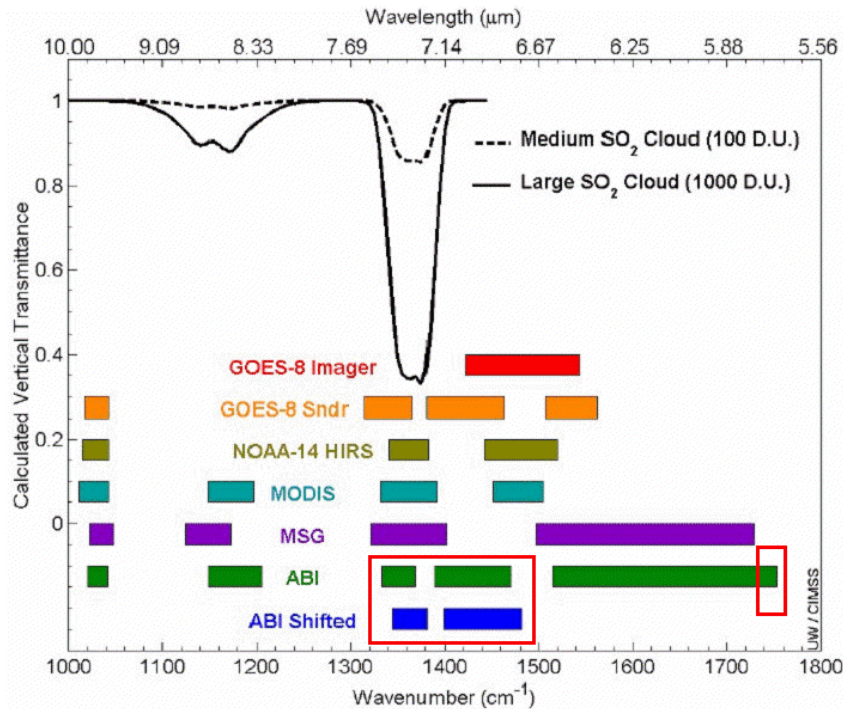 Wavelength (μm)
10.00 9.09 8.33 7.69 7.14 6.67 6.25 5.88 5.56
1
0.8
0.6
0.4
0.2
0
Calculated Vertical Transmittance
Medium SO₂ Cloud (100 D.U.)
Large SO₂ Cloud (1000 D.U.)
GOES-8 Imager
GOES-8 Sndr
NOAA-14 HIRS
MODIS
MSG
ABI
ABI Shifted
UW / CIMSS
1000 1100 1200 1300 1400 1500 1600 1700 1800
Wavenumber (cm⁻¹)